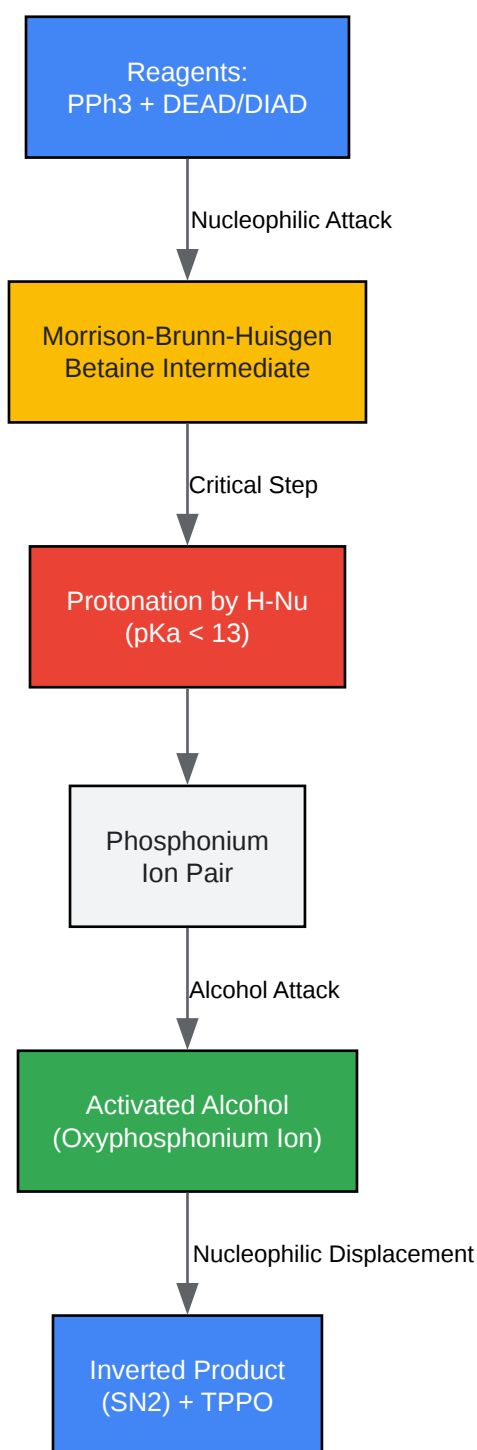 Reagents:
PPh3 + DEAD/DIAD
Nucleophilic Attack
Morrison-Brunn-Huisgen
Betaine Intermediate
Critical Step
Protonation by H-Nu
(pKa < 13)
Phosphonium
Ion Pair
Alcohol Attack
Activated Alcohol
(Oxyphosphonium Ion)
Nucleophilic Displacement
Inverted Product
(SN2) + TPPO